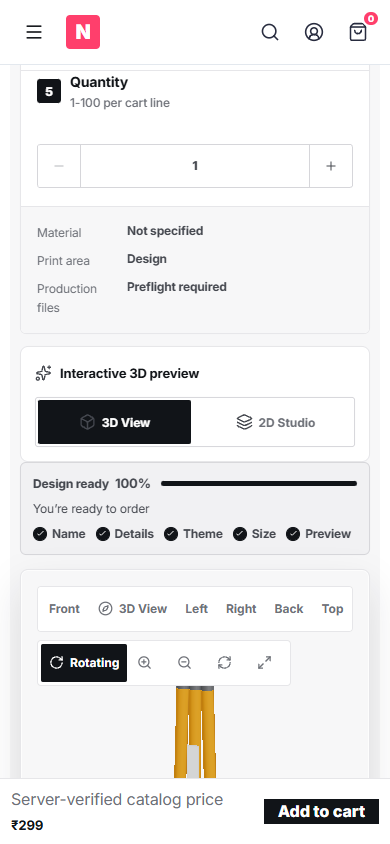 N
0
5
Quantity
1-100 per cart line
1
Material Not specified
Print area Design
Production files Preflight required
Interactive 3D preview
3D View 2D Studio
Design ready 100%
You're ready to order
Name Details Theme Size Preview
Front 3D View Left Right Back Top
Rotating
Server-verified catalog price
₹299
Add to cart